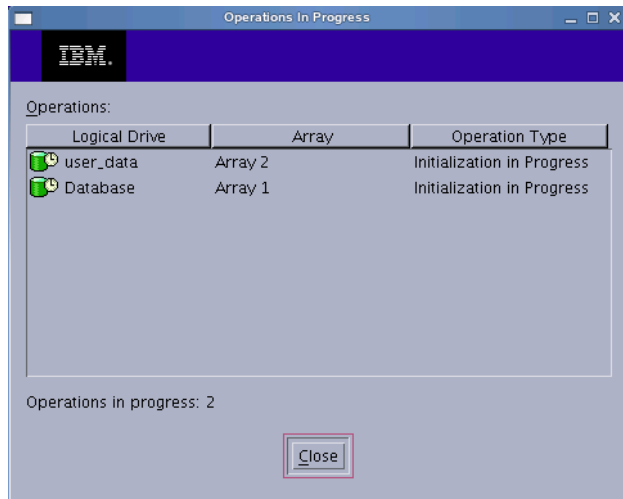 Operations In Progress
IBM.
Operations:
Logical Drive Array Operation Type
user_data Array 2 Initialization in Progress
Database Array 1 Initialization in Progress
Operations in progress: 2
Close